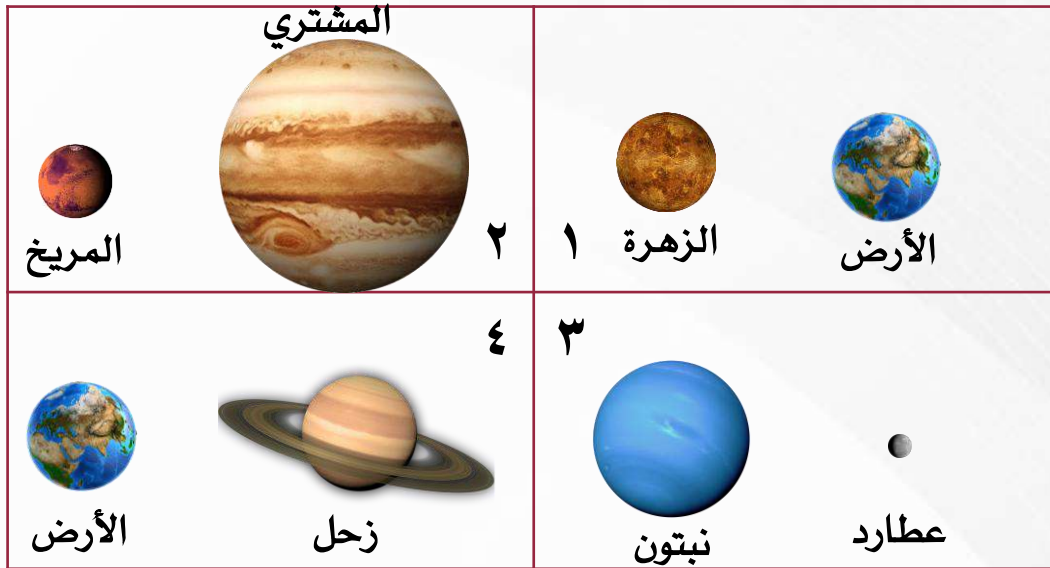 الأرض
الزهرة
١
المشتري
٢
المريخ
٣
عطارد
نبتون
٤
زحل
الأرض